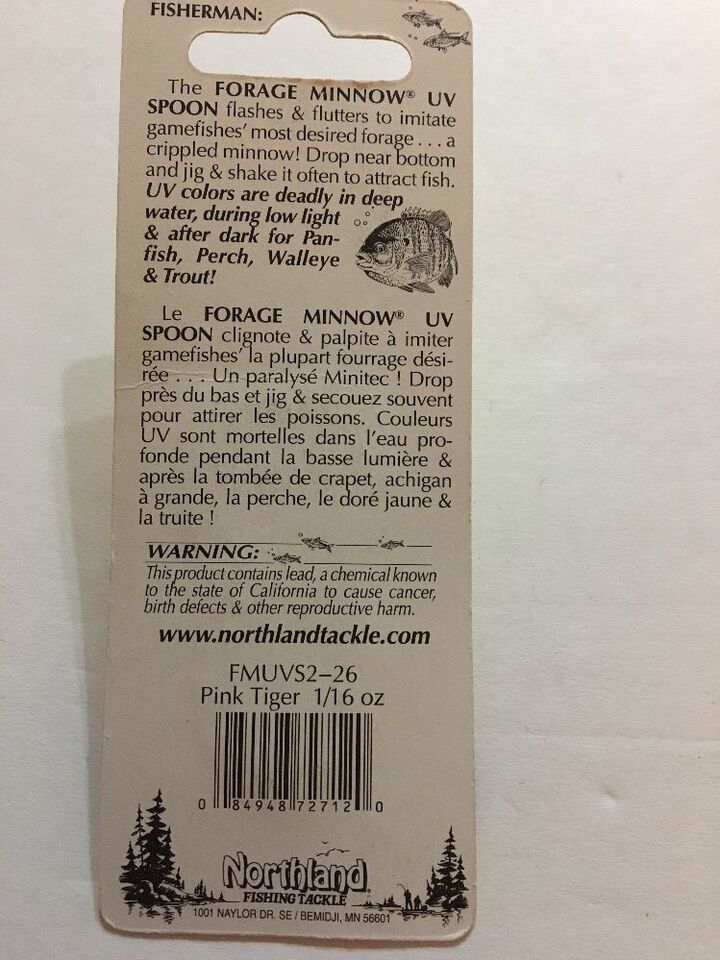 FISHERMAN:
The FORAGE MINNOW® UV
SPOON flashes & flutters to imitate
gamefishes' most desired forage . . . a
crippled minnow! Drop near bottom
and jig & shake it often to attract fish.
UV colors are deadly in deep
water, during low light
& after dark for Pan-
fish, Perch, Walleye
& Trout!
Le FORAGE MINNOW® UV
SPOON clignote & palpite à imiter
gamefishes' la plupart fourrage dési-
rée . . . Un paralysé Minitec ! Drop
près du bas et jig & secouez souvent
pour attirer les poissons. Couleurs
UV sont mortelles dans l'eau pro-
fonde pendant la basse lumière &
après la tombée de crapet, achigan
à grande, la perche, le doré jaune &
la truite !
WARNING:
This product contains lead, a chemical known
to the state of California to cause cancer,
birth defects & other reproductive harm.
www.northlandtackle.com
FMUVS2-26
Pink Tiger 1/16 oz
0 84948 72712 0
Northland®
FISHING TACKLE
1001 NAYLOR DR. SE / BEMIDJI, MN 56601